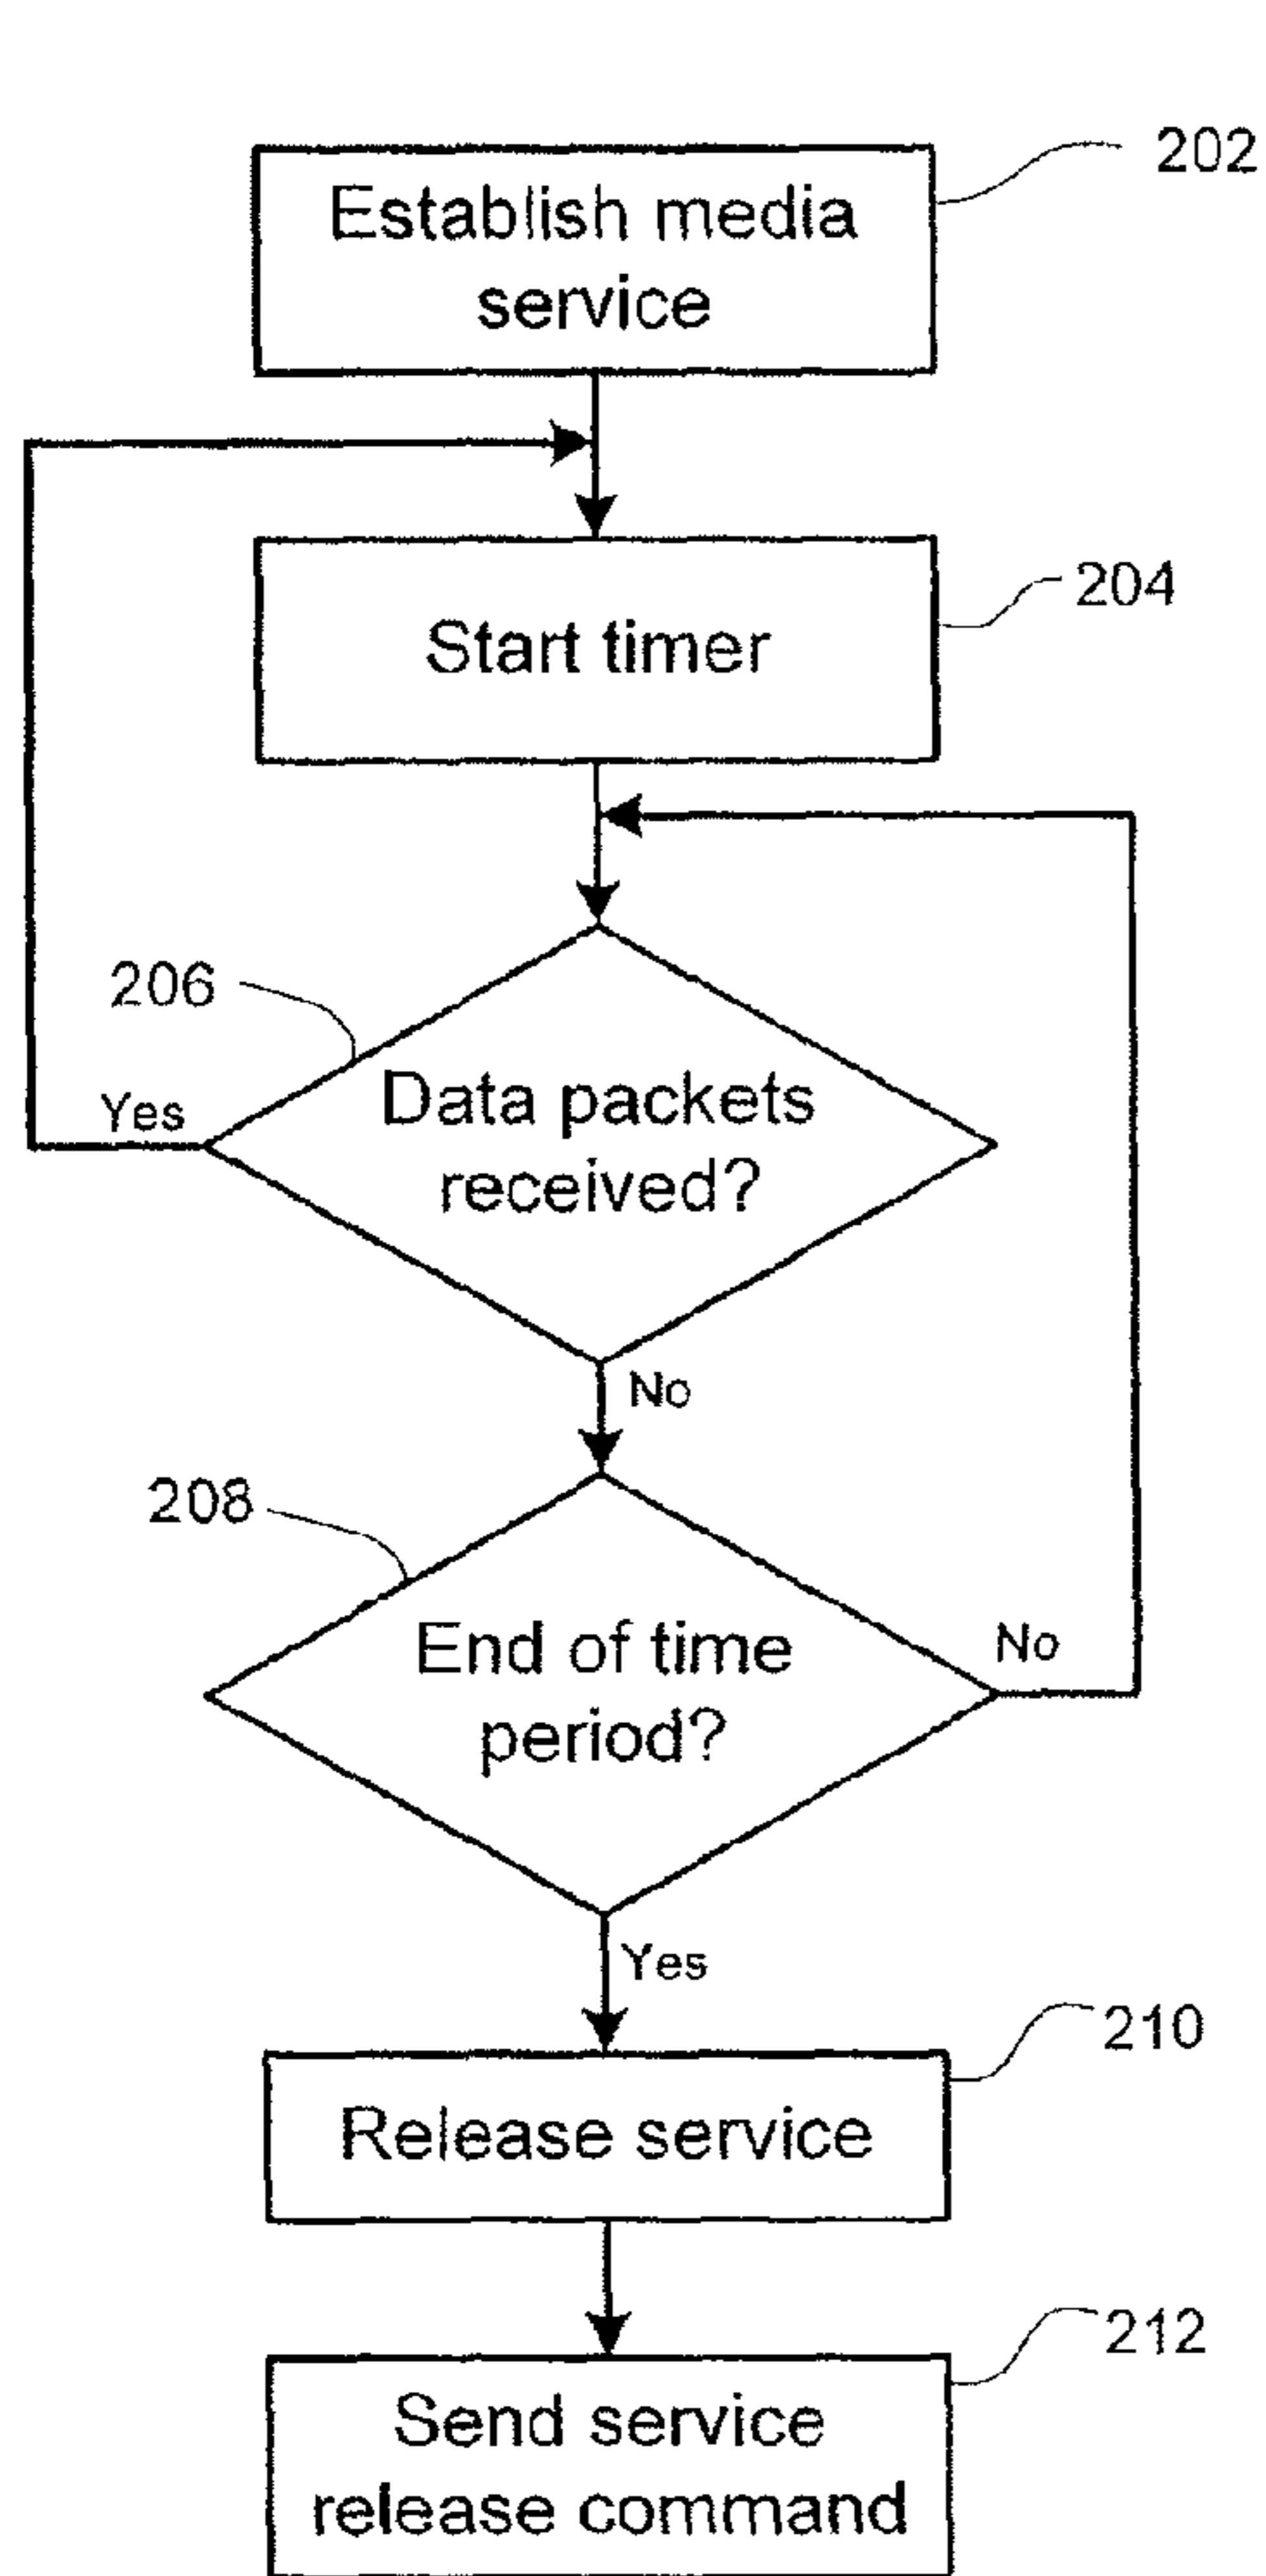 202
Establish media
service
204
Start timer
206
Yes
Data packets
received?
No
208
End of time
period?
No
Yes
210
Release service
212
Send service
release command